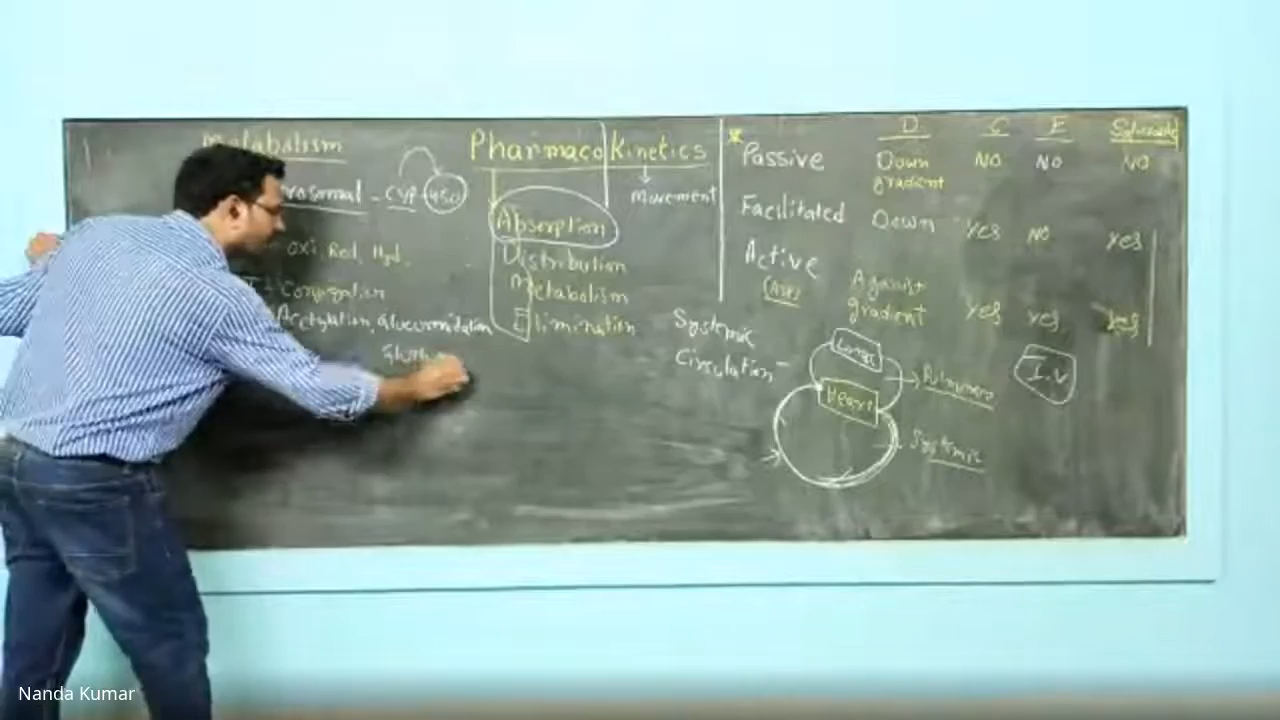 Metabolism
rosomal - CYP 450
Oxi, Red, Hyd,
Conjugation
Acetylation, Glucuronidation
Glut
Pharmaco Kinetics
movement
Absorption
Distribution
Metabolism
Elimination
D C E Saturable
* Passive Down gradient NO NO NO
Facilitated Down Yes NO Yes
Active Against gradient Yes Yes Yes
Systemic
Circulation -
Lungs
Heart
Pulmonary
Systemic
I.V
Nanda Kumar